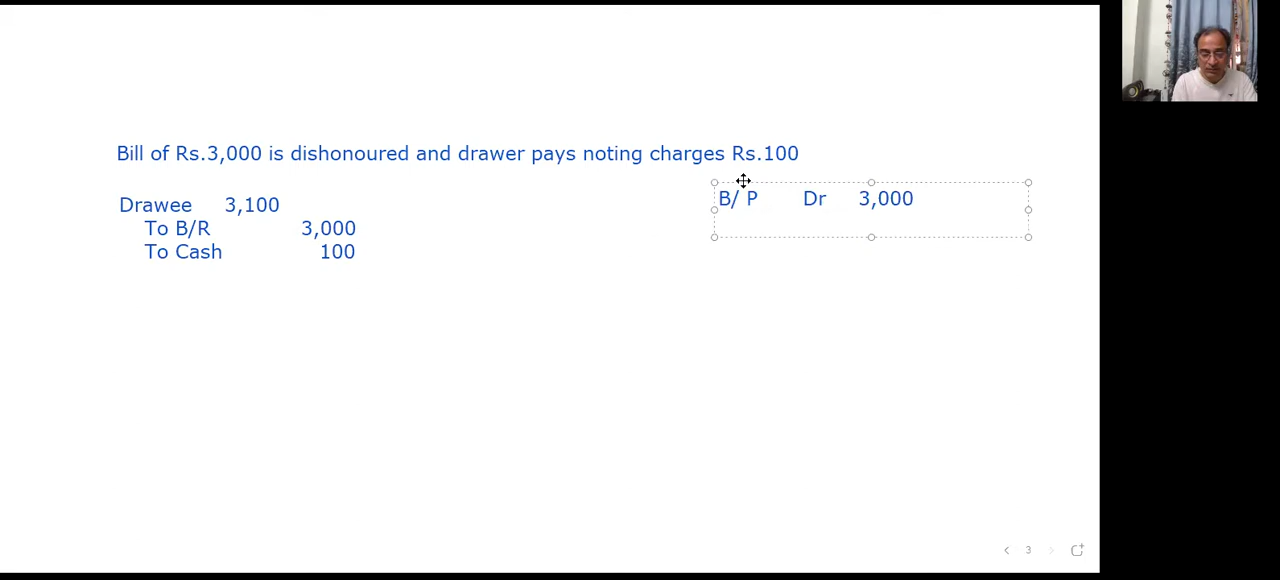 Bill of Rs.3,000 is dishonoured and drawer pays noting charges Rs.100
Drawee 3,100
To B/R 3,000
To Cash 100
B/ P Dr 3,000
3